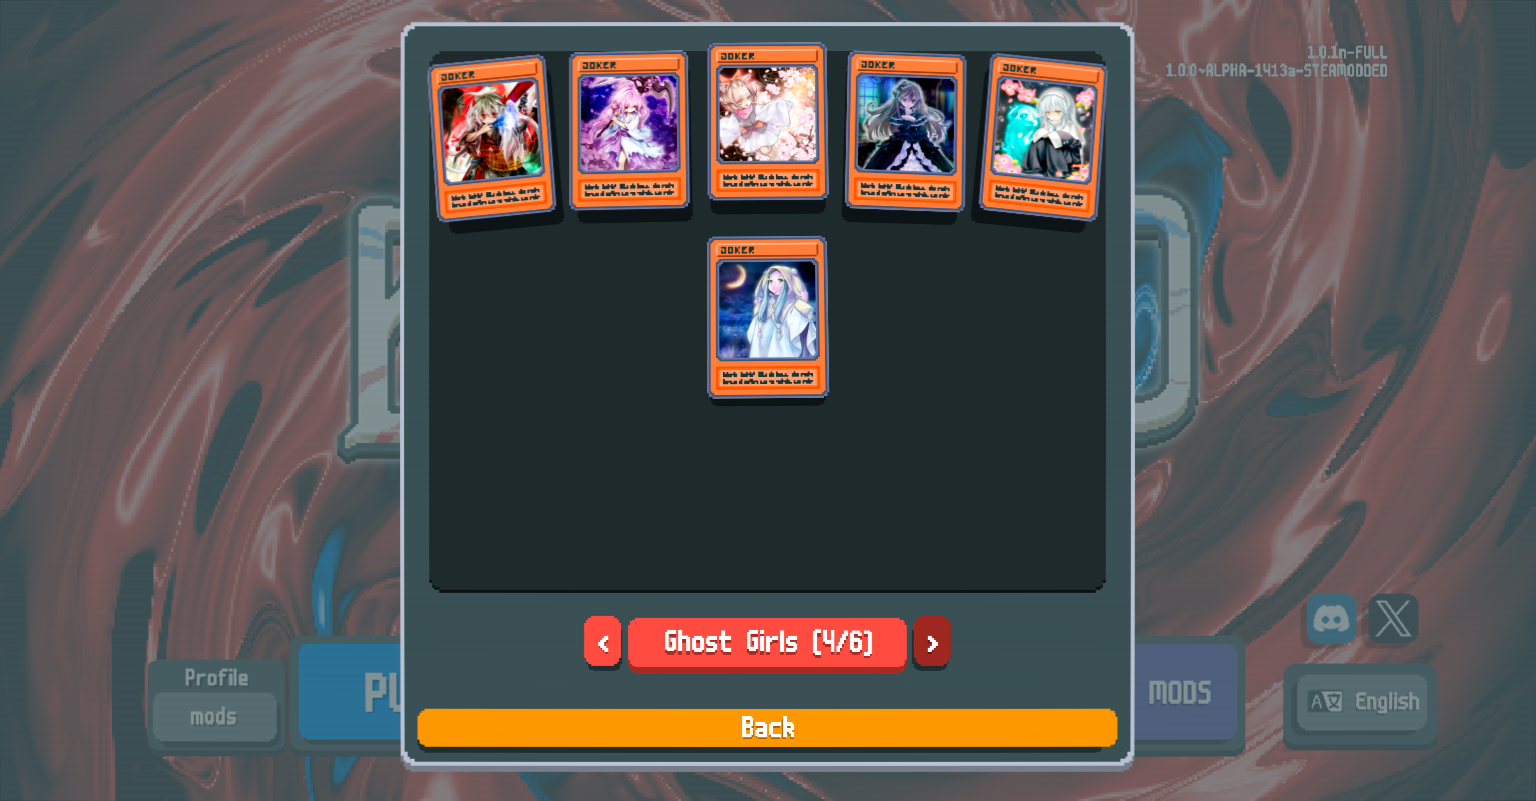 1.0.1n-FULL
1.0.0~ALPHA-1413a-STEAMODDED
JOKER
JOKER
JOKER
JOKER
JOKER
JOKER
< Ghost Girls (4/6) >
Profile
mods
PL
MODS
English
Back